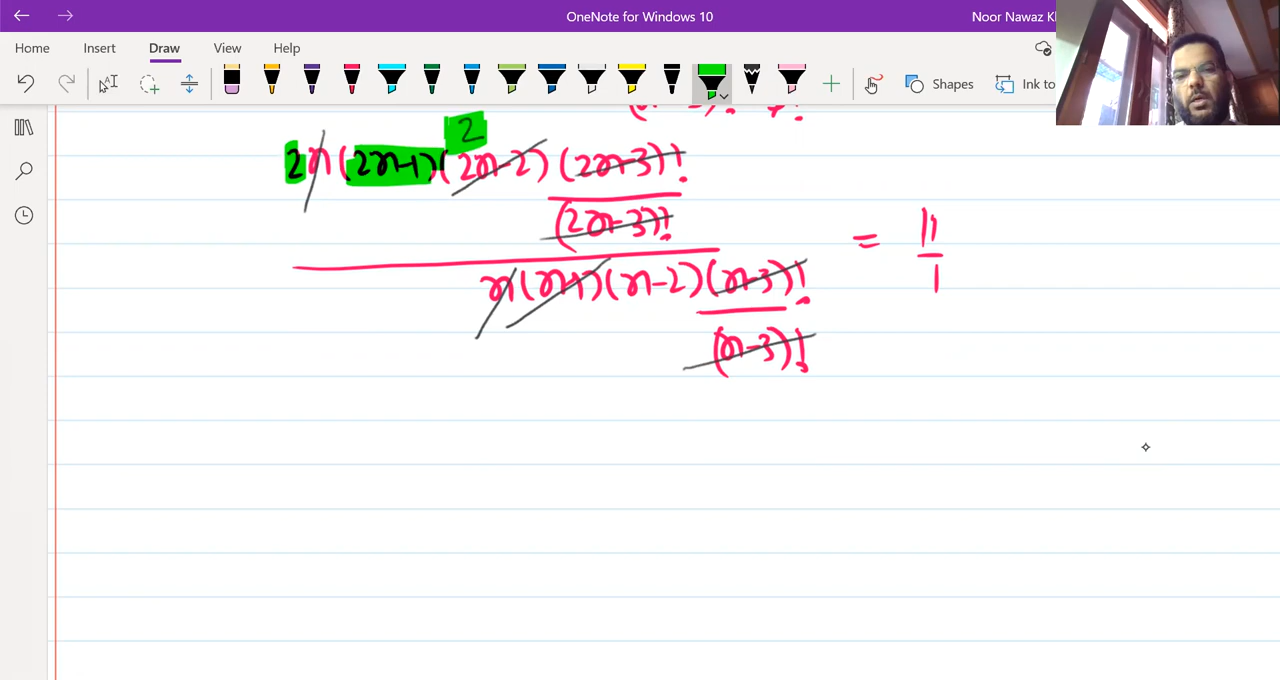 OneNote for Windows 10
Noor Nawaz Kh
Home Insert Draw View Help
Shapes
Ink to
2
2n(2n-1)(2n-2)(2n-3)!
(2n-3)!
n(n-1)(n-2)(n-3)!
(n-3)!
= 11
1